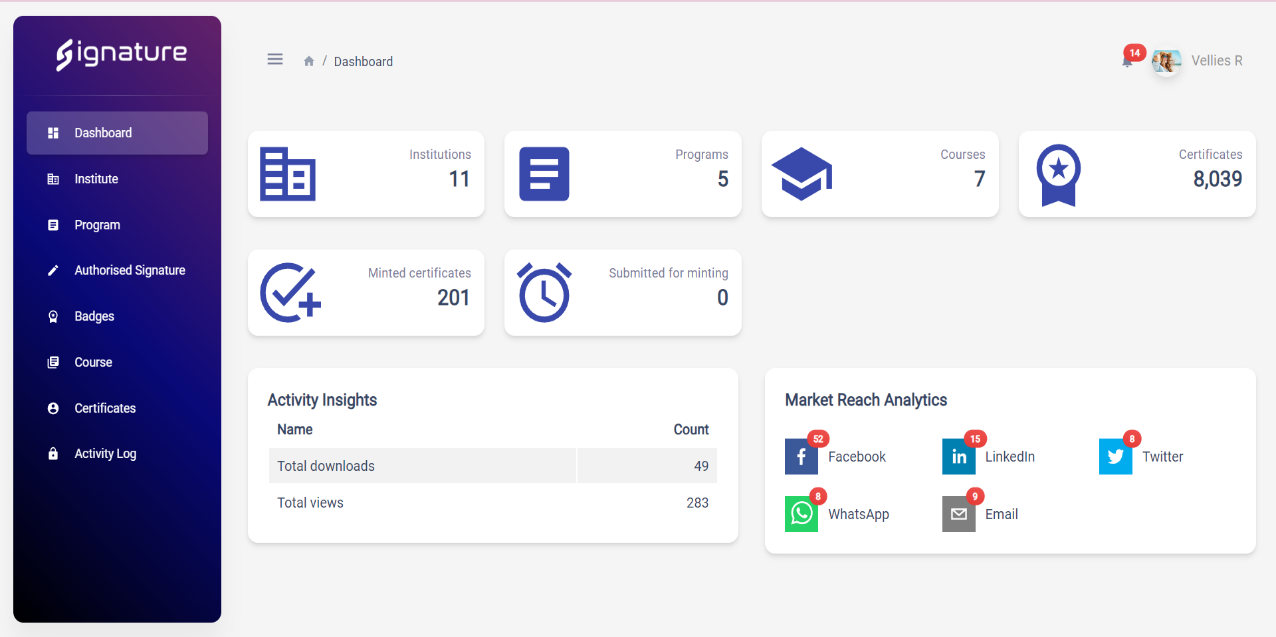 Signature
Dashboard
Institute
Program
Authorised Signature
Badges
Course
Certificates
Activity Log
/ Dashboard
14
Vellies R
Institutions
11
Programs
5
Courses
7
Certificates
8,039
Minted certificates
201
Submitted for minting
0
Activity Insights
Name Count
Total downloads 49
Total views 283
Market Reach Analytics
52
Facebook
15
LinkedIn
8
Twitter
8
WhatsApp
9
Email